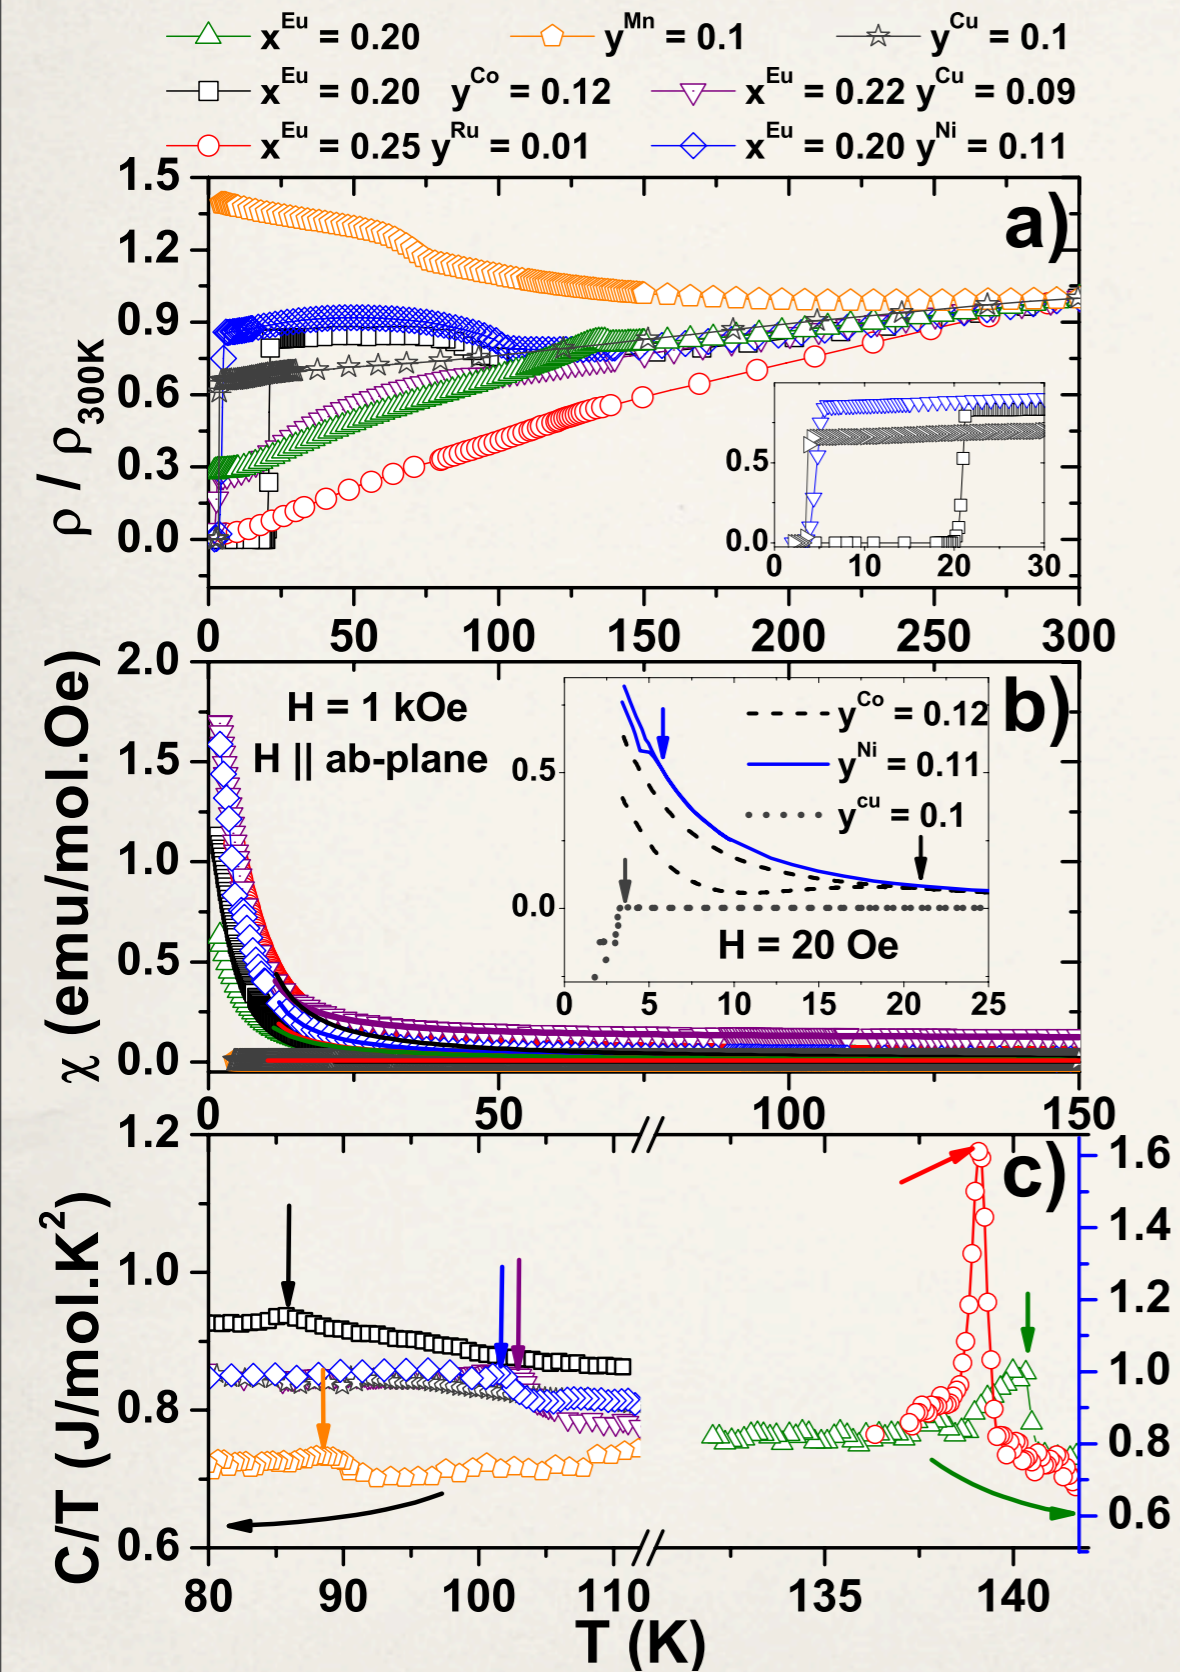 x^Eu = 0.20 y^Mn = 0.1 y^Cu = 0.1
x^Eu = 0.20 y^Co = 0.12 x^Eu = 0.22 y^Cu = 0.09
x^Eu = 0.25 y^Ru = 0.01 x^Eu = 0.20 y^Ni = 0.11
a)
ρ / ρ300K
1.5
1.2
0.9
0.6
0.3
0.0
0.5
0.0
0 10 20 30
0 50 100 150 200 250 300
b)
χ (emu/mol.Oe)
2.0
1.5
1.0
0.5
0.0
H = 1 kOe
H || ab-plane
y^Co = 0.12
y^Ni = 0.11
y^cu = 0.1
0.5
0.0
H = 20 Oe
0 5 10 15 20 25
0 50 100 150
c)
C/T (J/mol.K²)
1.2
1.0
0.8
0.6
1.6
1.4
1.2
1.0
0.8
0.6
80 90 100 110 135 140
T (K)